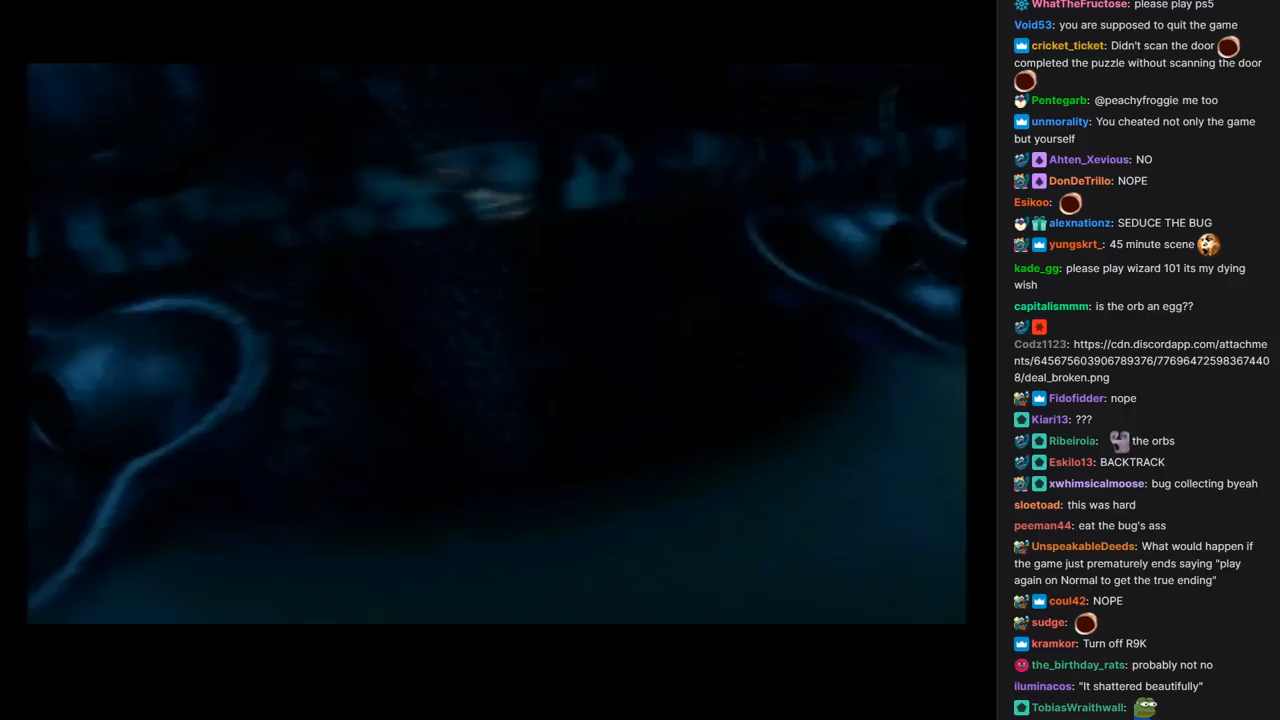 WhatTheFructose: please play ps5
Void53: you are supposed to quit the game
cricket_ticket: Didn't scan the door
completed the puzzle without scanning the door
Pentegarb: @peachyfroggie me too
unmorality: You cheated not only the game
but yourself
Ahten_Xevious: NO
DonDeTrillo: NOPE
Esikoo:
alexnationz: SEDUCE THE BUG
yungskrt_: 45 minute scene
kade_gg: please play wizard 101 its my dying
wish
capitalismmm: is the orb an egg??
Codz1123: https://cdn.discordapp.com/attachme
nts/645675603906789376/77696472598367440
8/deal_broken.png
Fidofidder: nope
Kiari13: ???
Ribeiroia: the orbs
Eskilo13: BACKTRACK
xwhimsicalmoose: bug collecting byeah
sloetoad: this was hard
peeman44: eat the bug's ass
UnspeakableDeeds: What would happen if
the game just prematurely ends saying "play
again on Normal to get the true ending"
coul42: NOPE
sudge:
kramkor: Turn off R9K
the_birthday_rats: probably not no
iluminacos: "It shattered beautifully"
TobiasWraithwall: